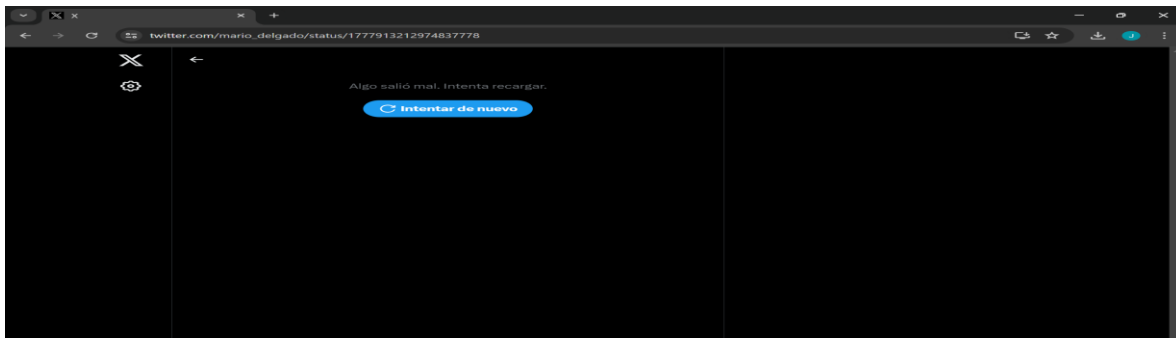 twitter.com/mario_delgado/status/1777913212974837778
J
Algo salió mal. Intenta recargar.
Intentar de nuevo